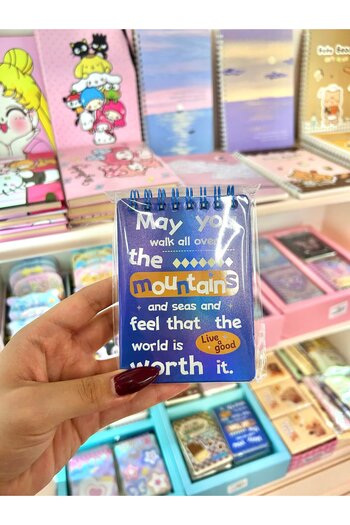 May you
walk all over
the
mountains
and seas and
feel that the
world is
Live
a
good
worth it.